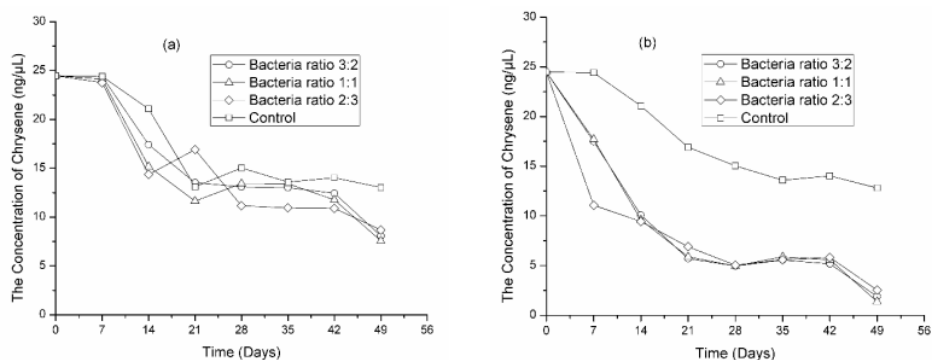 (a)
Bacteria ratio 3:2
Bacteria ratio 1:1
Bacteria ratio 2:3
Control
The Concentration of Chrysene (ng/µL)
30
25
20
15
10
5
0
0 7 14 21 28 35 42 49 56
Time (Days)
(b)
Bacteria ratio 3:2
Bacteria ratio 1:1
Bacteria ratio 2:3
Control
The Concentration of Chrysene (ng/µL)
30
25
20
15
10
5
0
0 7 14 21 28 35 42 49 56
Time (Days)